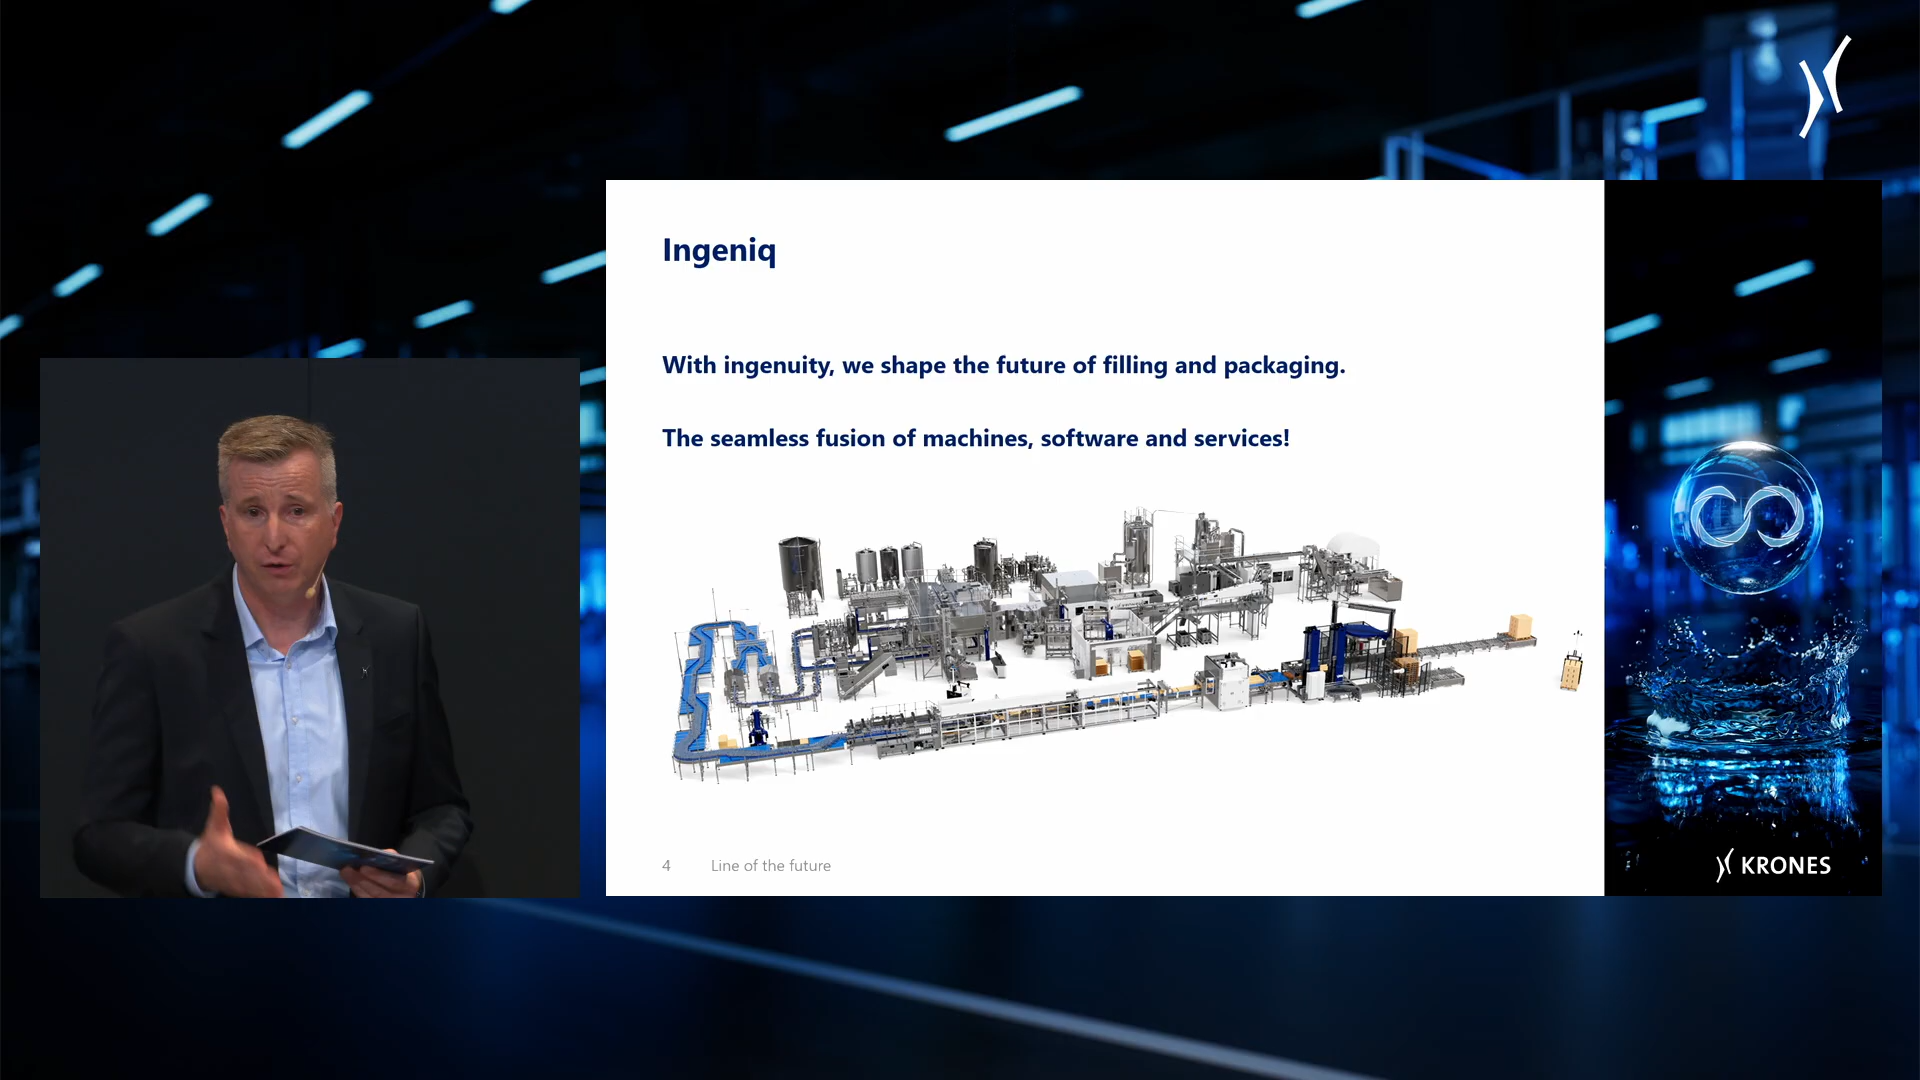 Ingeniq
With ingenuity, we shape the future of filling and packaging.
The seamless fusion of machines, software and services!
4 Line of the future
KRONES